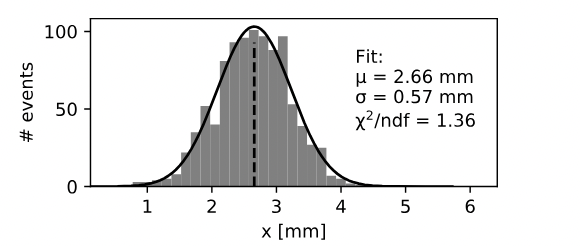 100
50
0
# events
Fit:
μ = 2.66 mm
σ = 0.57 mm
χ²/ndf = 1.36
1 2 3 4 5 6
x [mm]